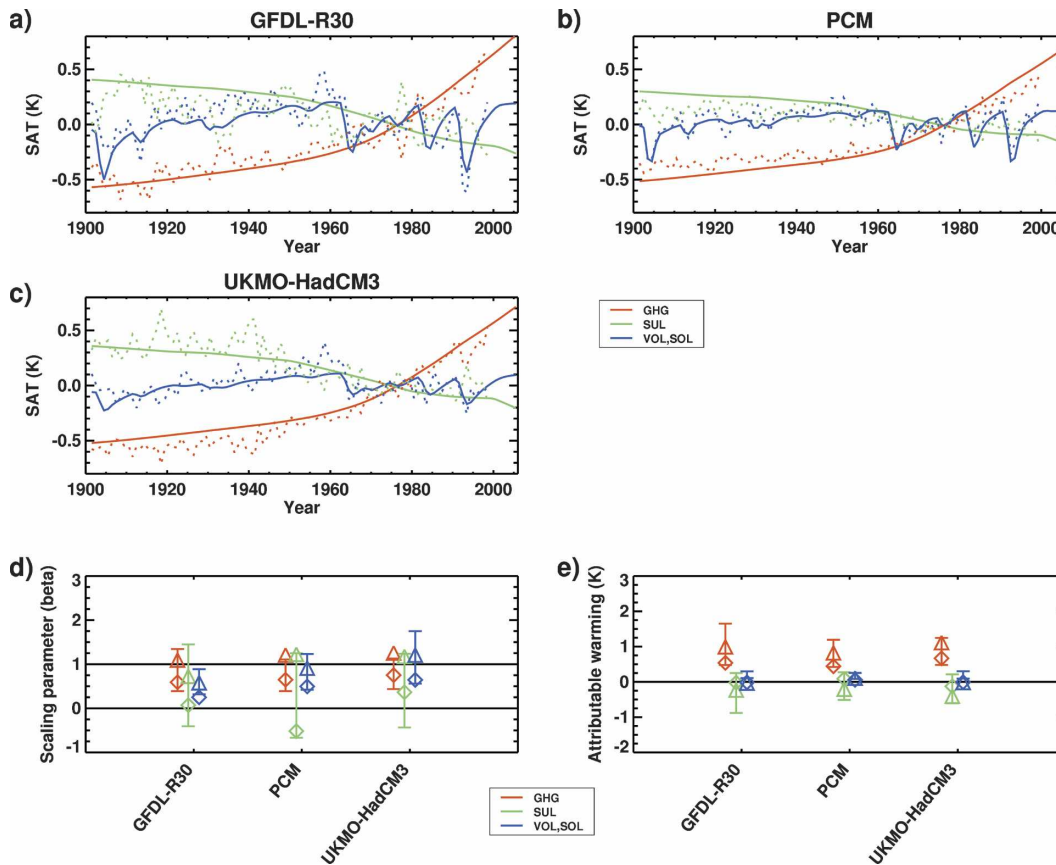 a) GFDL-R30
0.5
0.0
-0.5
SAT (K)
1900 1920 1940 1960 1980 2000
Year
b) PCM
0.5
0.0
-0.5
SAT (K)
1900 1920 1940 1960 1980 2000
Year
c) UKMO-HadCM3
0.5
0.0
-0.5
SAT (K)
1900 1920 1940 1960 1980 2000
Year
GHG
SUL
VOL,SOL
d)
3
2
1
0
-1
Scaling parameter (beta)
GFDL-R30
PCM
UKMO-HadCM3
GHG
SUL
VOL,SOL
e)
3
2
1
0
-1
-2
Attributable warming (K)
GFDL-R30
PCM
UKMO-HadCM3